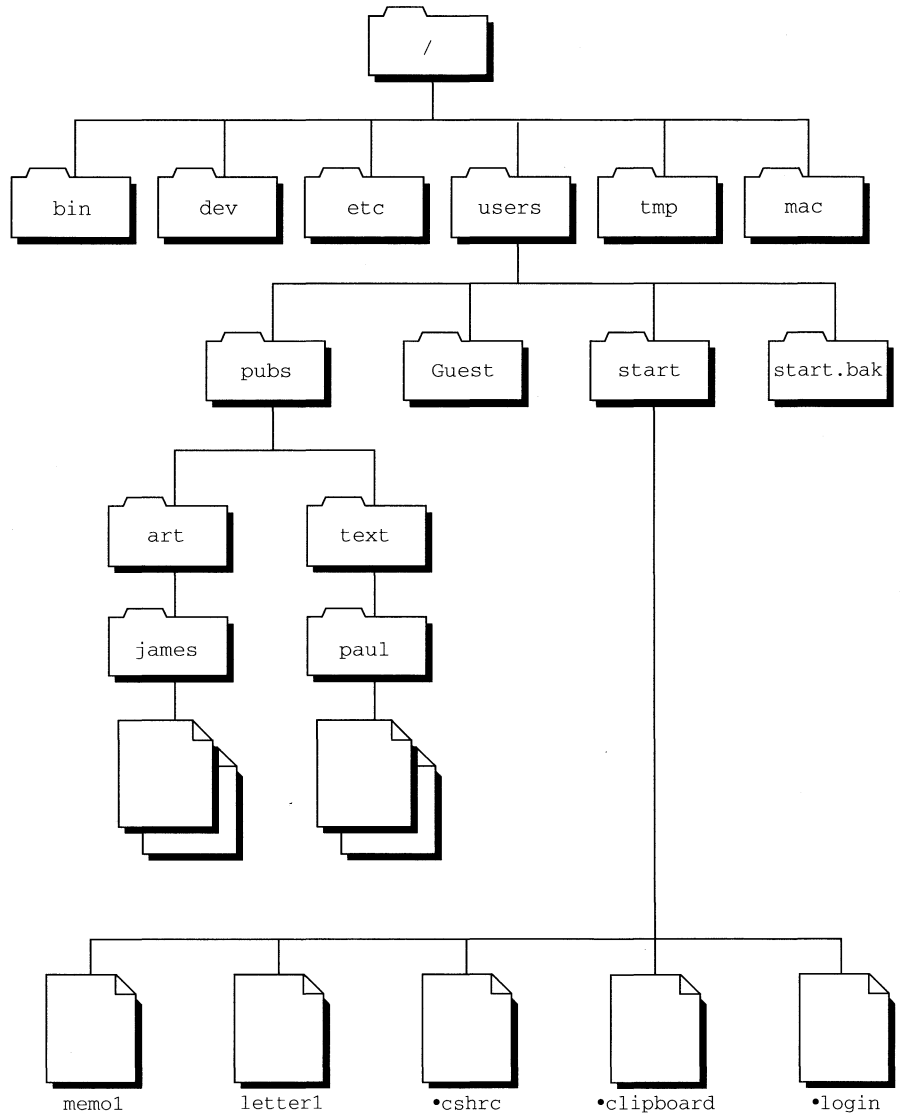 /
bin dev etc users tmp mac
pubs Guest start start.bak
art text
james paul
memo1 letter1 •cshrc •clipboard •login